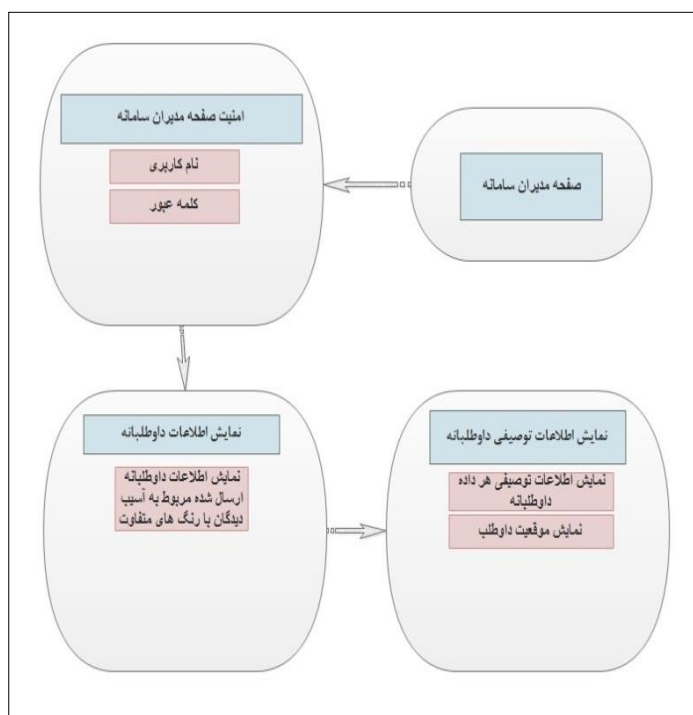 صفحه مدیران سامانه
امنیت صفحه مدیران سامانه
نام کاربری
کلمه عبور
نمایش اطلاعات داوطلبانه
نمایش اطلاعات داوطلبانه
ارسال شده مربوط به آسیب
دیدگان با رنگ های متفاوت
نمایش اطلاعات توصیفی داوطلبانه
نمایش اطلاعات توصیفی هر داده
داوطلبانه
نمایش موقعیت داوطلب